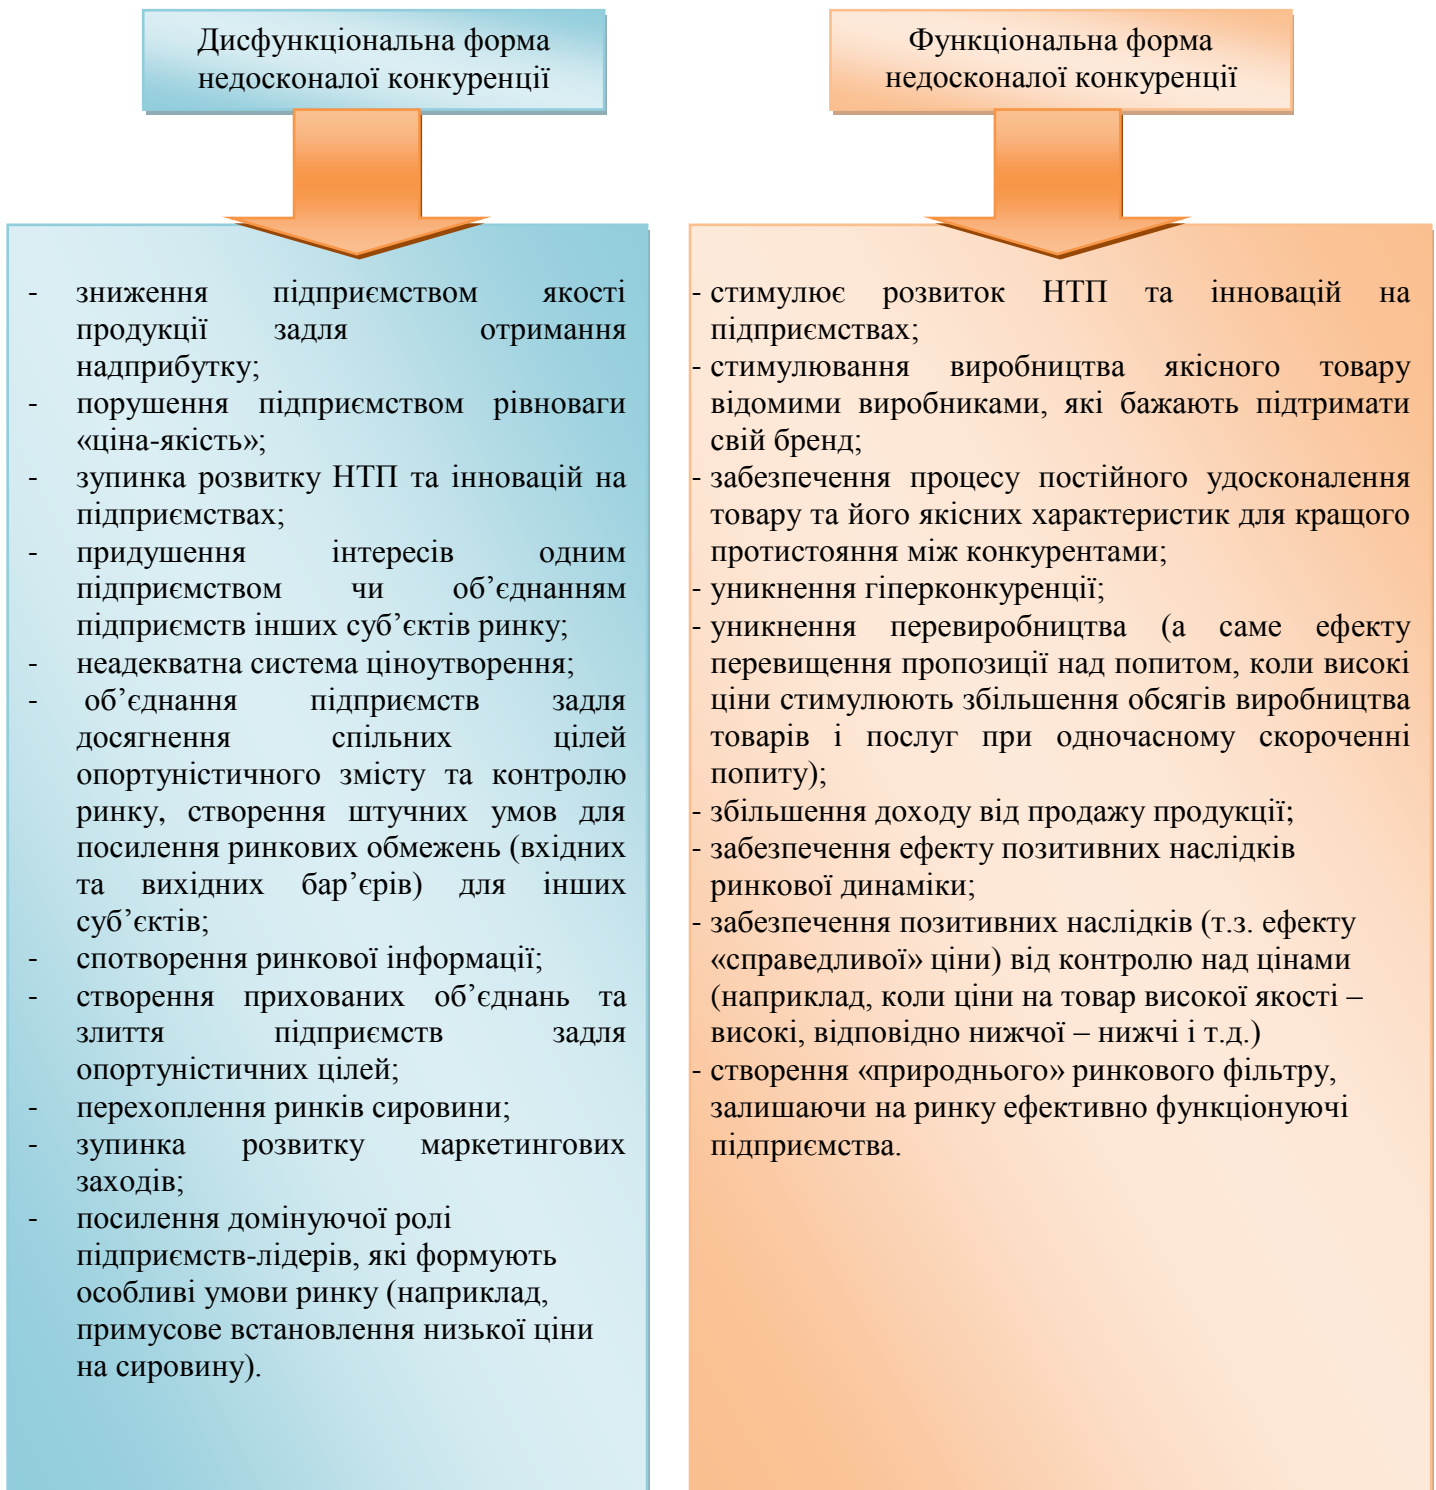 Дисфункціональна форма
недосконалої конкуренції
- зниження підприємством якості
продукції задля отримання
надприбутку;
- порушення підприємством рівноваги
«ціна-якість»;
- зупинка розвитку НТП та інновацій на
підприємствах;
- придушення інтересів одним
підприємством чи об’єднанням
підприємств інших суб’єктів ринку;
- неадекватна система ціноутворення;
- об’єднання підприємств задля
досягнення спільних цілей
опортуністичного змісту та контролю
ринку, створення штучних умов для
посилення ринкових обмежень (вхідних
та вихідних бар’єрів) для інших
суб’єктів;
- спотворення ринкової інформації;
- створення прихованих об’єднань та
злиття підприємств задля
опортуністичних цілей;
- перехоплення ринків сировини;
- зупинка розвитку маркетингових
заходів;
- посилення домінуючої ролі
підприємств-лідерів, які формують
особливі умови ринку (наприклад,
примусове встановлення низької ціни
на сировину).
Функціональна форма
недосконалої конкуренції
- стимулює розвиток НТП та інновацій на
підприємствах;
- стимулювання виробництва якісного товару
відомими виробниками, які бажають підтримати
свій бренд;
- забезпечення процесу постійного удосконалення
товару та його якісних характеристик для кращого
протистояння між конкурентами;
- уникнення гіперконкуренції;
- уникнення перевиробництва (а саме ефекту
перевищення пропозиції над попитом, коли високі
ціни стимулюють збільшення обсягів виробництва
товарів і послуг при одночасному скороченні
попиту);
- збільшення доходу від продажу продукції;
- забезпечення ефекту позитивних наслідків
ринкової динаміки;
- забезпечення позитивних наслідків (т.з. ефекту
«справедливої» ціни) від контролю над цінами
(наприклад, коли ціни на товар високої якості –
високі, відповідно нижчої – нижчі і т.д.)
- створення «природнього» ринкового фільтру,
залишаючи на ринку ефективно функціонуючі
підприємства.